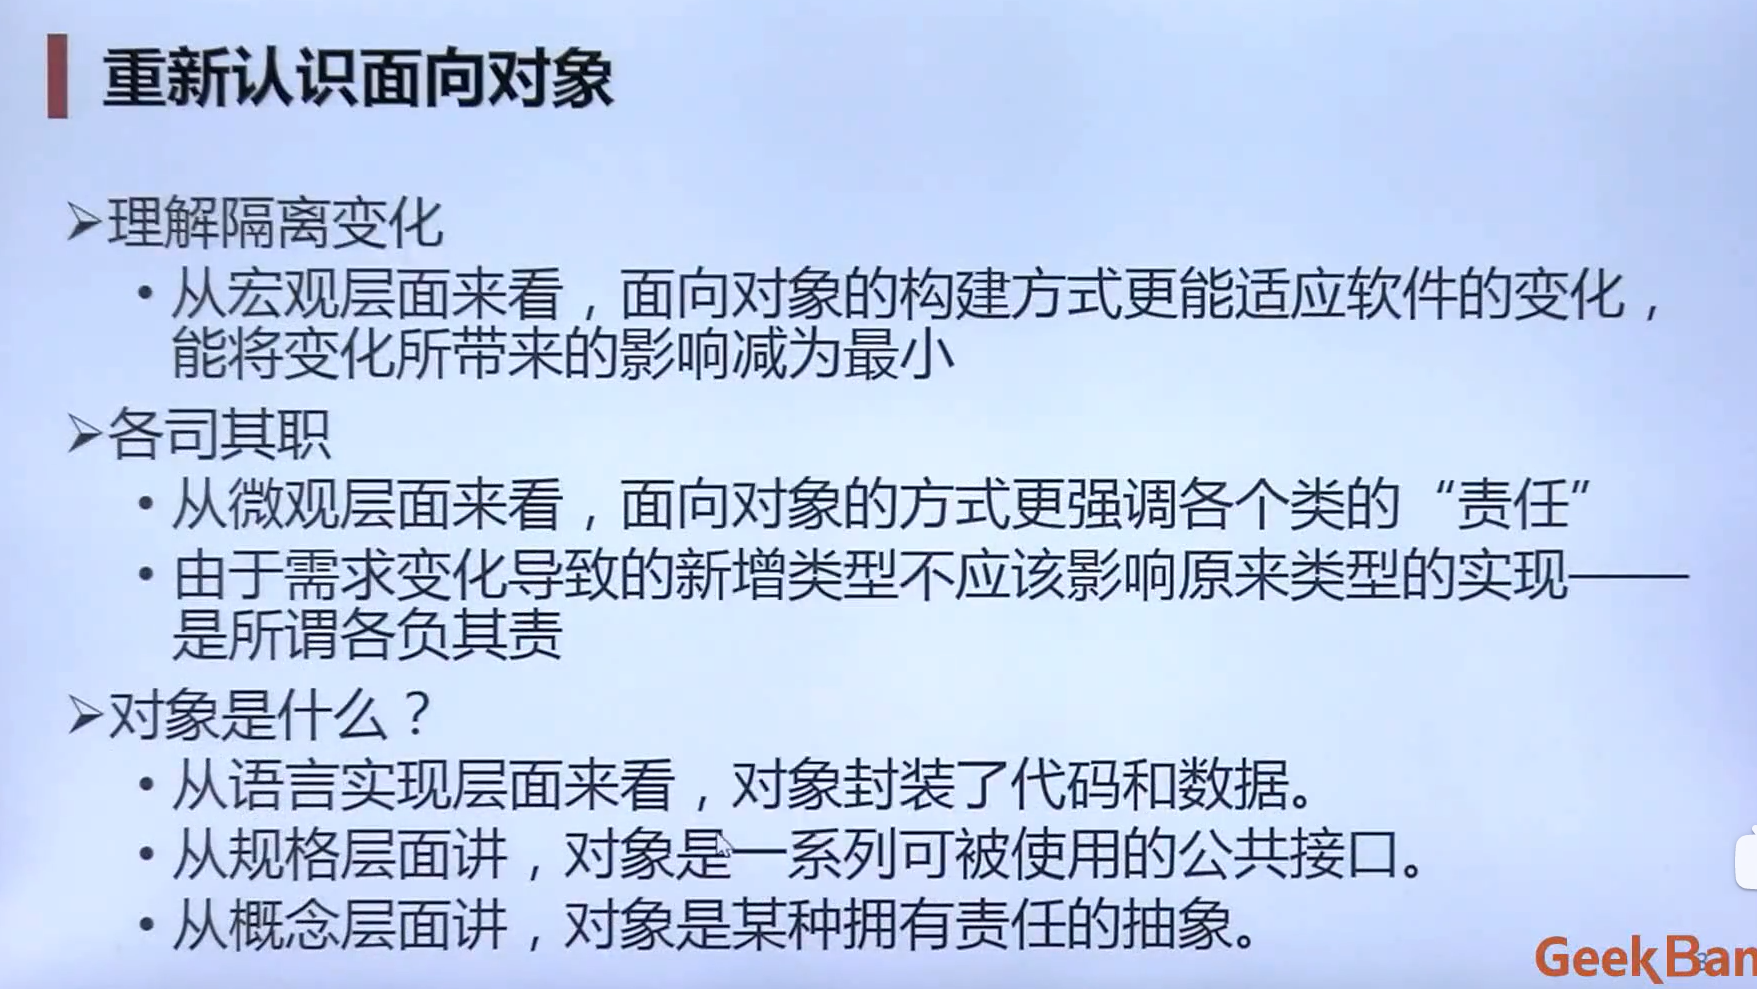 重新认识面向对象
理解隔离变化
• 从宏观层面来看，面向对象的构建方式更能适应软件的变化，
能将变化所带来的影响减为最小
各司其职
• 从微观层面来看，面向对象的方式更强调各个类的“责任”
• 由于需求变化导致的新增类型不应该影响原来类型的实现——
是所谓各负其责
对象是什么？
• 从语言实现层面来看，对象封装了代码和数据。
• 从规格层面讲，对象是一系列可被使用的公共接口。
• 从概念层面讲，对象是某种拥有责任的抽象。
GeekBan